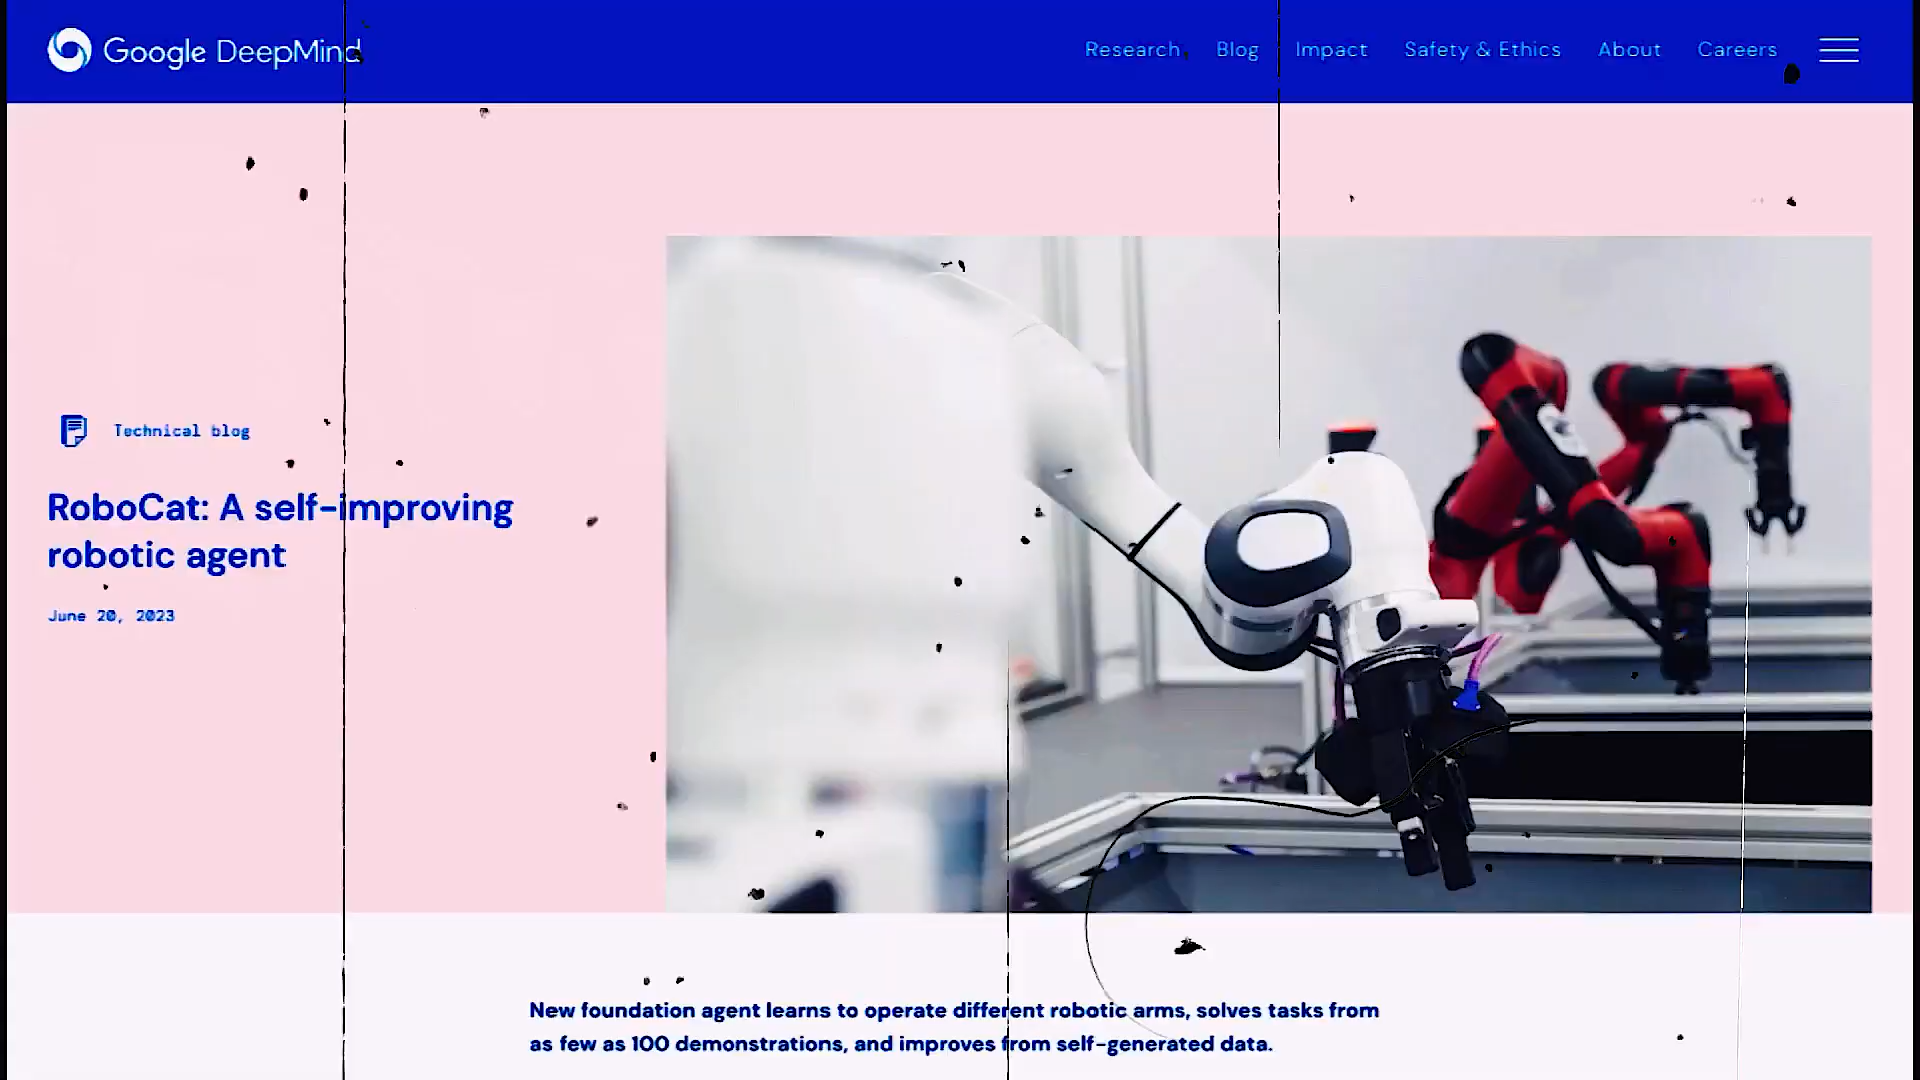 Google DeepMind
Research Blog Impact Safety & Ethics About Careers
Technical blog
RoboCat: A self-improving
robotic agent
June 20, 2023
New foundation agent learns to operate different robotic arms, solves tasks from
as few as 100 demonstrations, and improves from self-generated data.